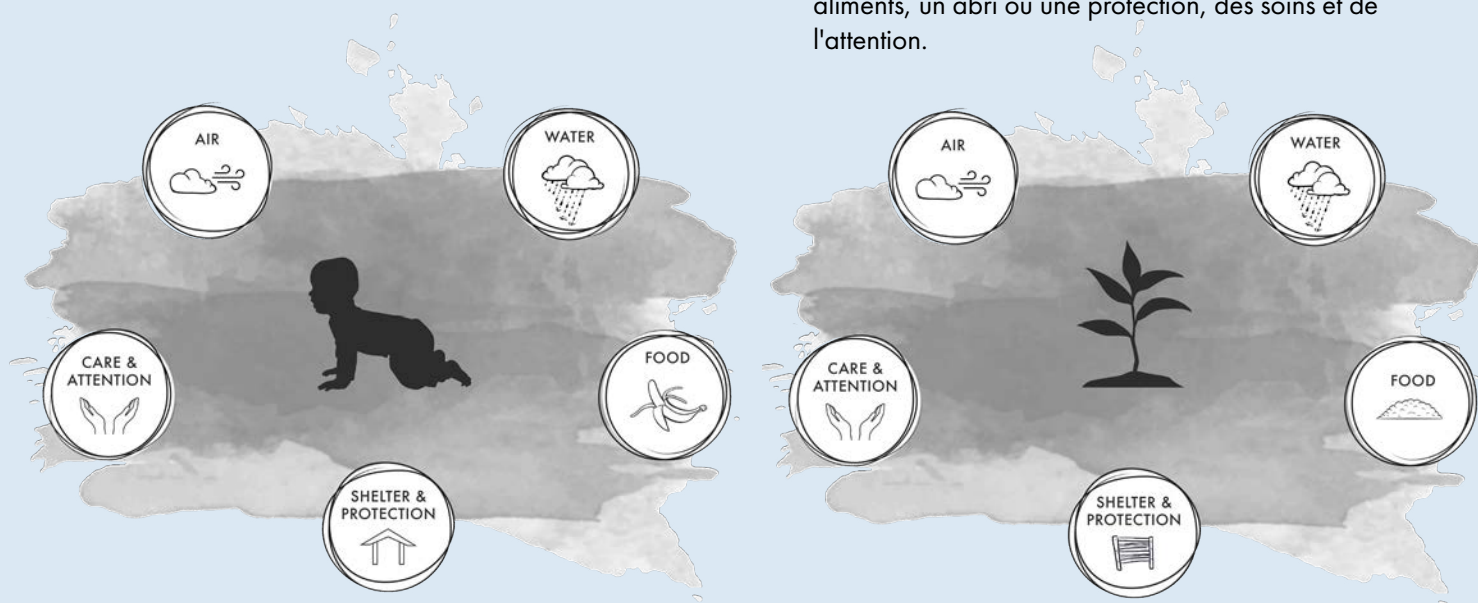 aliments, un abri ou une protection, des soins et de
l'attention.
AIR
WATER
CARE &
ATTENTION
FOOD
SHELTER &
PROTECTION
AIR
WATER
CARE &
ATTENTION
FOOD
SHELTER &
PROTECTION